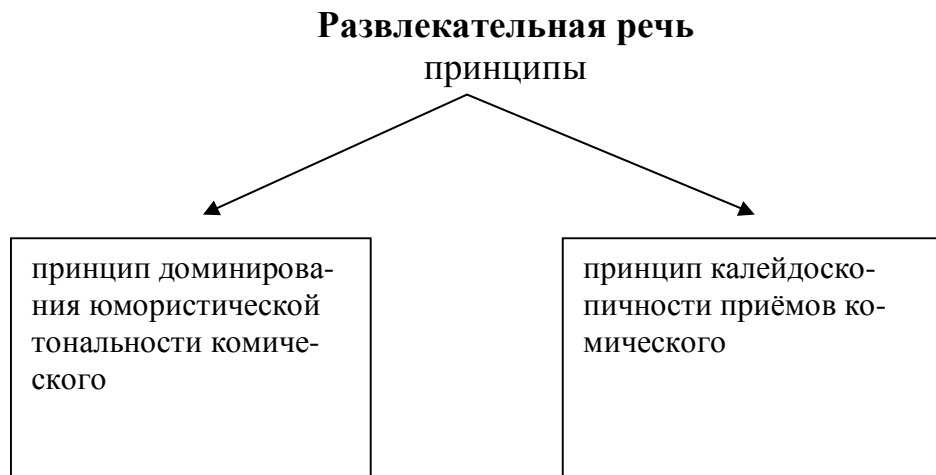 Развлекательная речь
принципы
принцип доминирова-
ния юмористической
тональности комиче-
ского
принцип калейдоско-
пичности приёмов ко-
мического